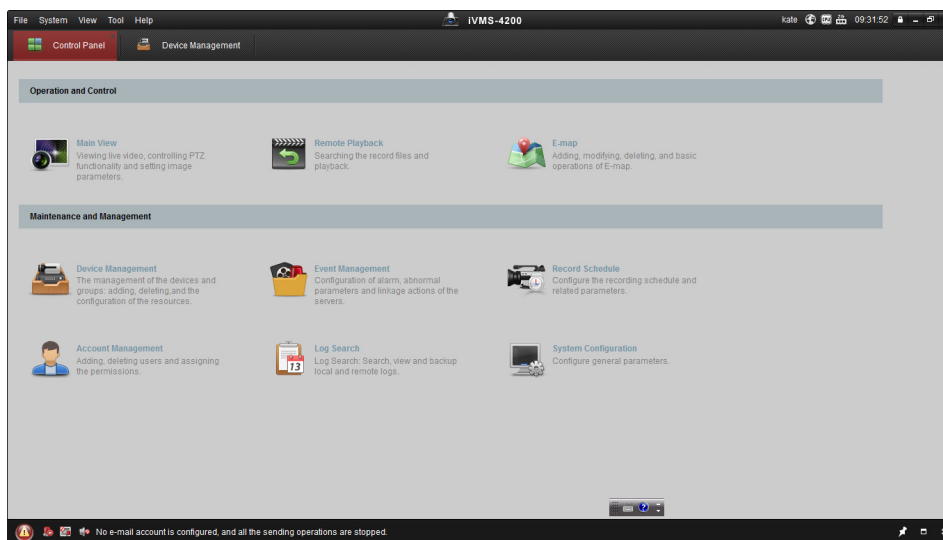 File System View Tool Help
iVMS-4200
kate
09:31:52
Control Panel
Device Management
Operation and Control
Main View
Viewing live video, controlling PTZ
functionality and setting image
parameters.
Remote Playback
Searching the record files and
playback.
E-map
Adding, modifying, deleting, and basic
operations of E-map.
Maintenance and Management
Device Management
The management of the devices and
groups: adding, deleting,and the
configuration of the resources.
Event Management
Configuration of alarm, abnormal
parameters and linkage actions of the
servers.
Record Schedule
Configure the recording schedule and
related parameters.
Account Management
Adding, deleting users and assigning
the permissions.
13
Log Search
Log Search: Search, view and backup
local and remote logs.
System Configuration
Configure general parameters.
No e-mail account is configured, and all the sending operations are stopped.